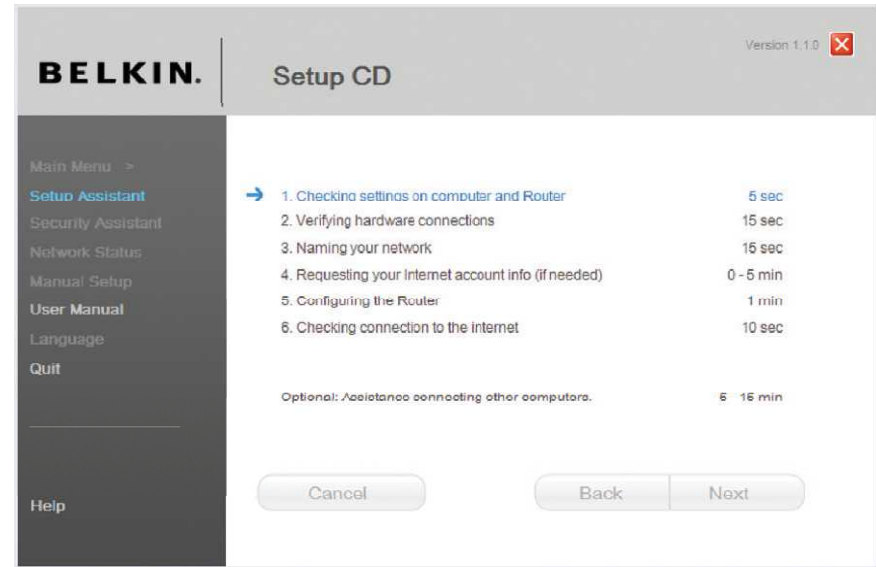 BELKIN.
Setup CD
Version 1.1.0
Main Menu >
Setup Assistant
Security Assistant
Network Status
Manual Setup
User Manual
Language
Quit
Help
1. Checking settings on computer and Router 5 sec
2. Verifying hardware connections 15 sec
3. Naming your network 15 sec
4. Requesting your Internet account info (if needed) 0 - 5 min
5. Configuring the Router 1 min
6. Checking connection to the internet 10 sec
Optional: Assistance connecting other computers. 5 15 min
Cancel
Back
Next